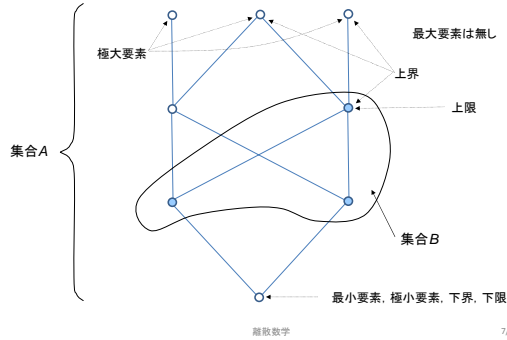 最大要素は無し
極大要素
上界
上限
集合A
集合B
最小要素, 極小要素, 下界, 下限
離散数学
7/